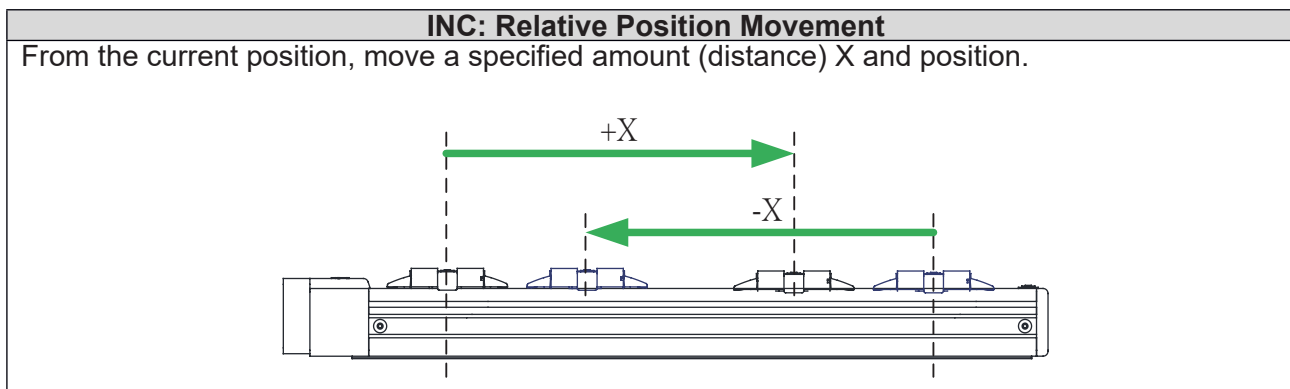 INC: Relative Position Movement
From the current position, move a specified amount (distance) X and position.
+X
-X